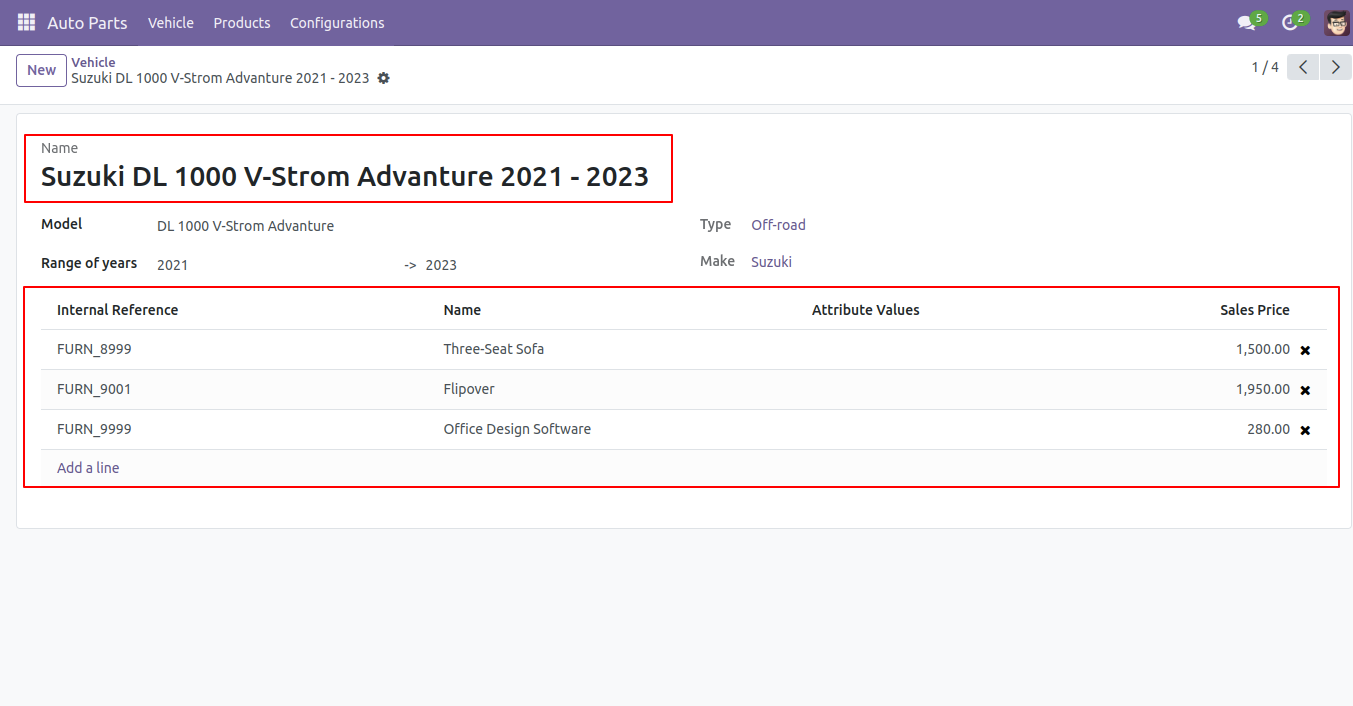 Auto Parts Vehicle Products Configurations 5 2
New Vehicle 1 / 4
Suzuki DL 1000 V-Strom Advanture 2021 - 2023
Name
Suzuki DL 1000 V-Strom Advanture 2021 - 2023
Model DL 1000 V-Strom Advanture Type Off-road
Range of years 2021 -> 2023 Make Suzuki
Internal Reference Name Attribute Values Sales Price
FURN_8999 Three-Seat Sofa 1,500.00
FURN_9001 Flipover 1,950.00
FURN_9999 Office Design Software 280.00
Add a line